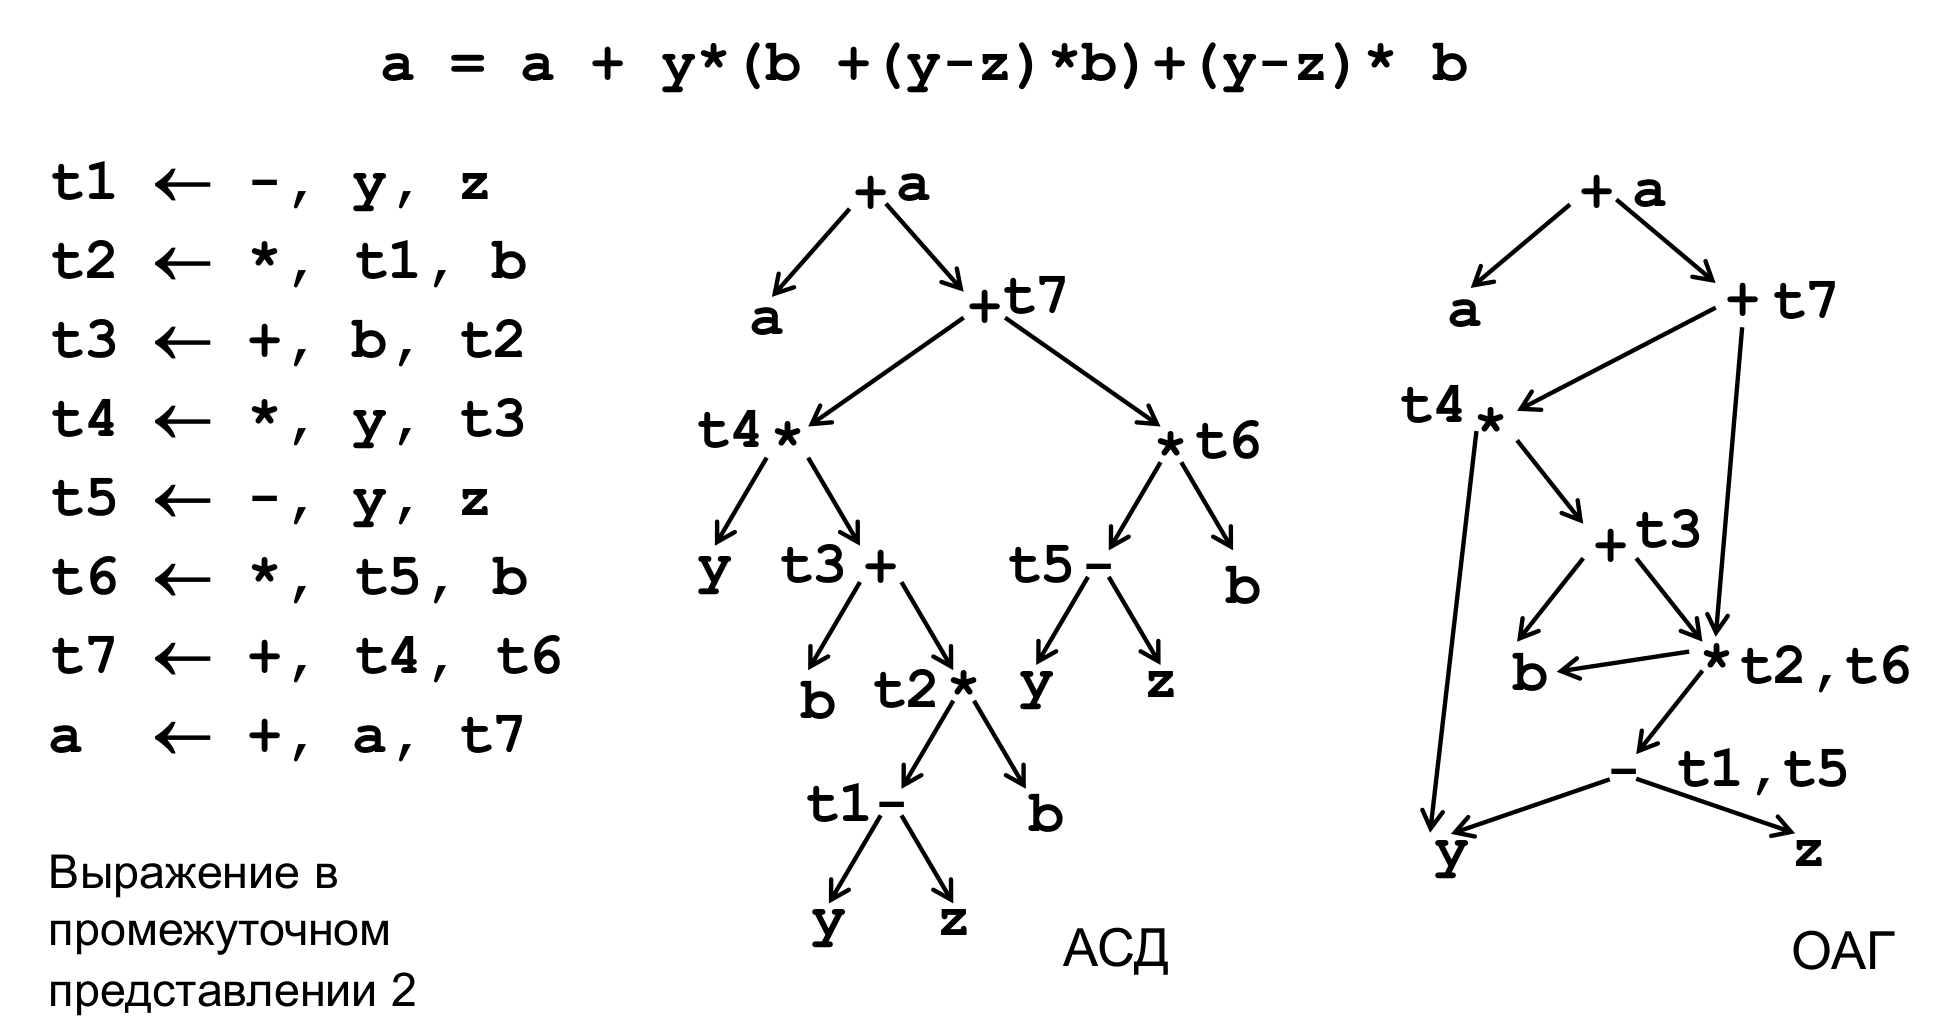 a = a + y*(b +(y-z)*b)+(y-z)* b
t1 ← -, y, z
t2 ← *, t1, b
t3 ← +, b, t2
t4 ← *, y, t3
t5 ← -, y, z
t6 ← *, t5, b
t7 ← +, t4, t6
a ← +, a, t7
Выражение в
промежуточном
представлении 2
+ a
a
+ t7
t4 *
* t6
y
t3 +
t5 -
b
b
t2 *
y
z
t1 -
b
y
z
АСД
+ a
a
+ t7
t4 *
+ t3
b
* t2,t6
- t1,t5
y
z
ОАГ